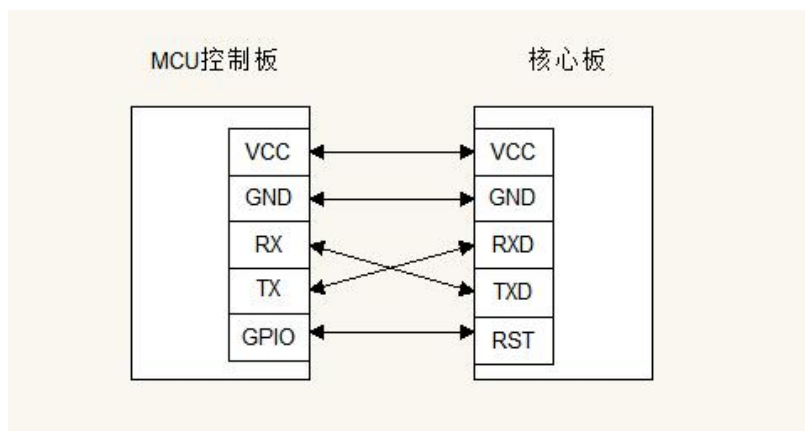 MCU控制板 核心板
VCC VCC
GND GND
RX RXD
TX TXD
GPIO RST